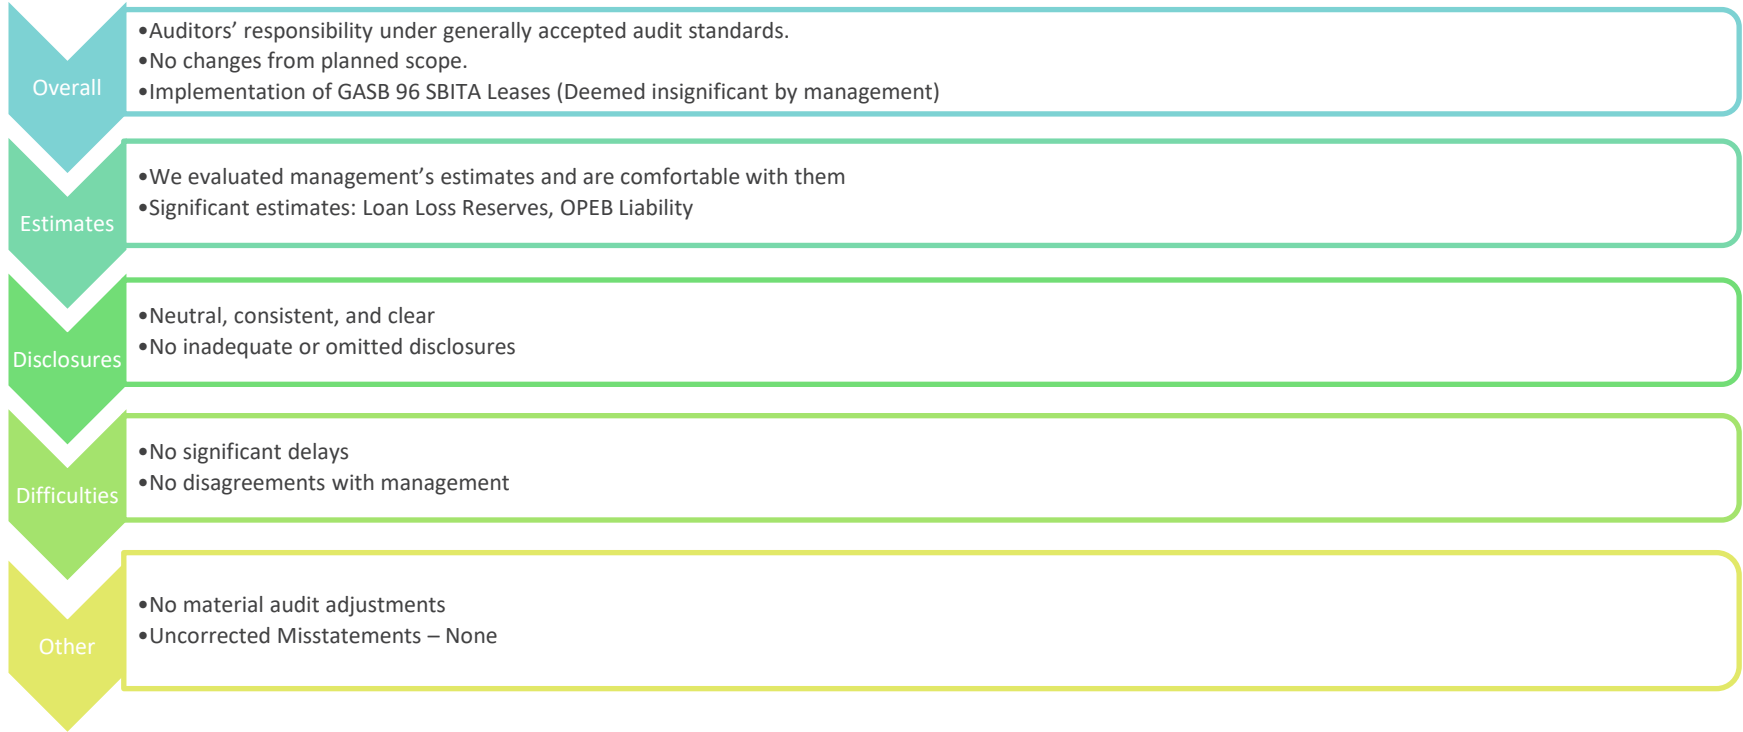 Overall
•Auditors’ responsibility under generally accepted audit standards.
•No changes from planned scope.
•Implementation of GASB 96 SBITA Leases (Deemed insignificant by management)
Estimates
•We evaluated management’s estimates and are comfortable with them
•Significant estimates: Loan Loss Reserves, OPEB Liability
Disclosures
•Neutral, consistent, and clear
•No inadequate or omitted disclosures
Difficulties
•No significant delays
•No disagreements with management
Other
•No material audit adjustments
•Uncorrected Misstatements – None